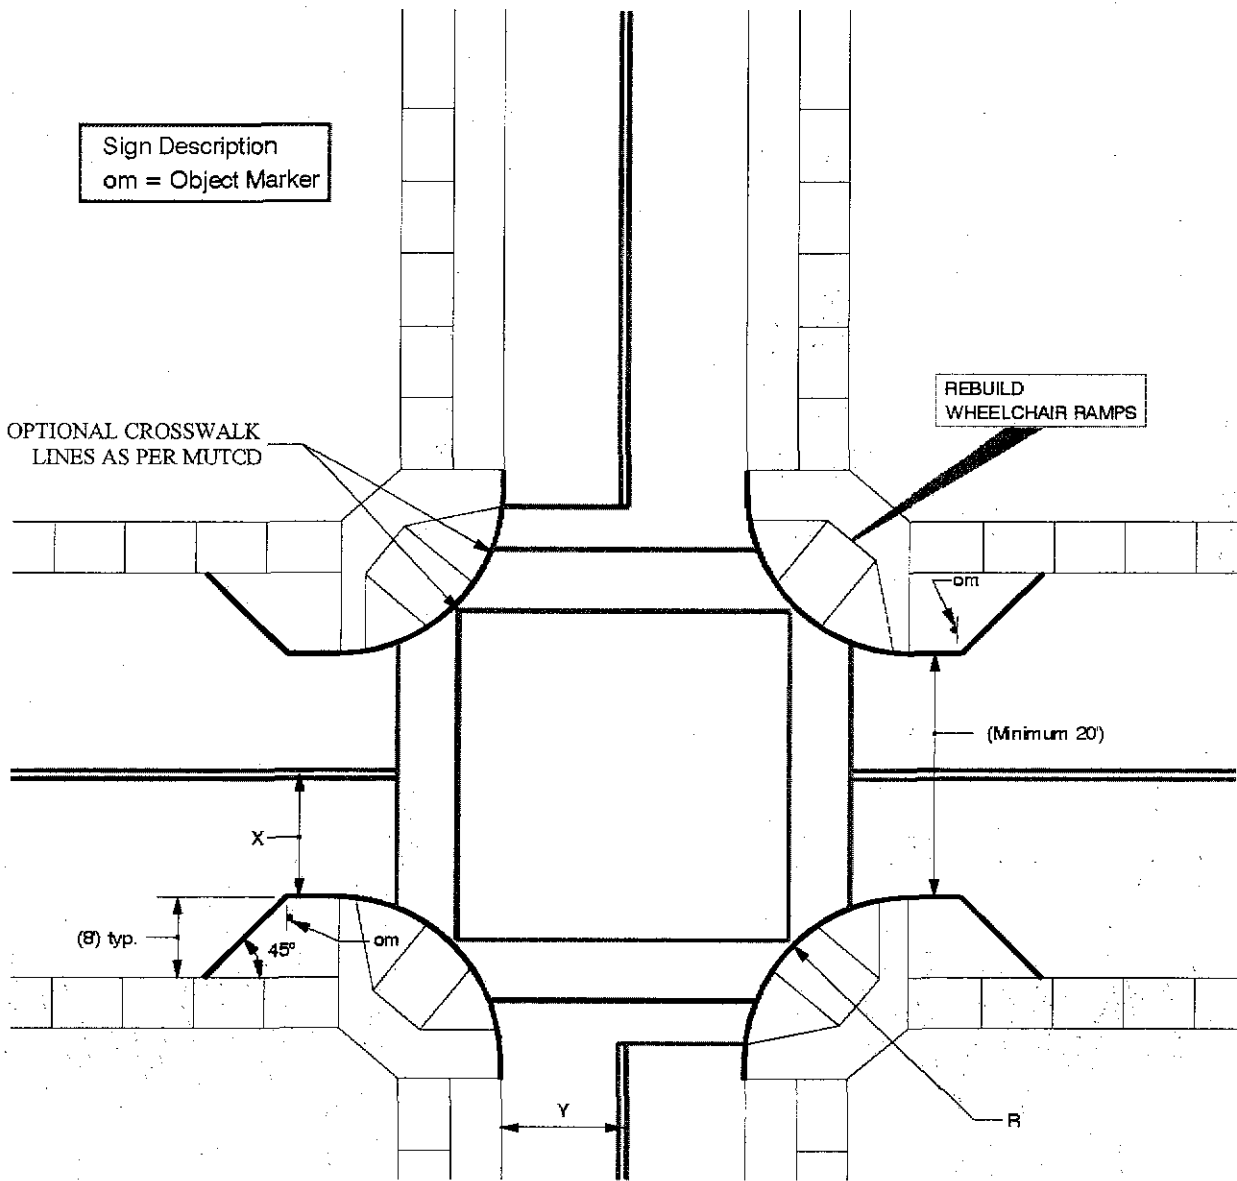 Sign Description
om = Object Marker
REBUILD
WHEELCHAIR RAMPS
OPTIONAL CROSSWALK
LINES AS PER MUTCD
om
(Minimum 20')
X
(8') typ.
45°
om
Y
R